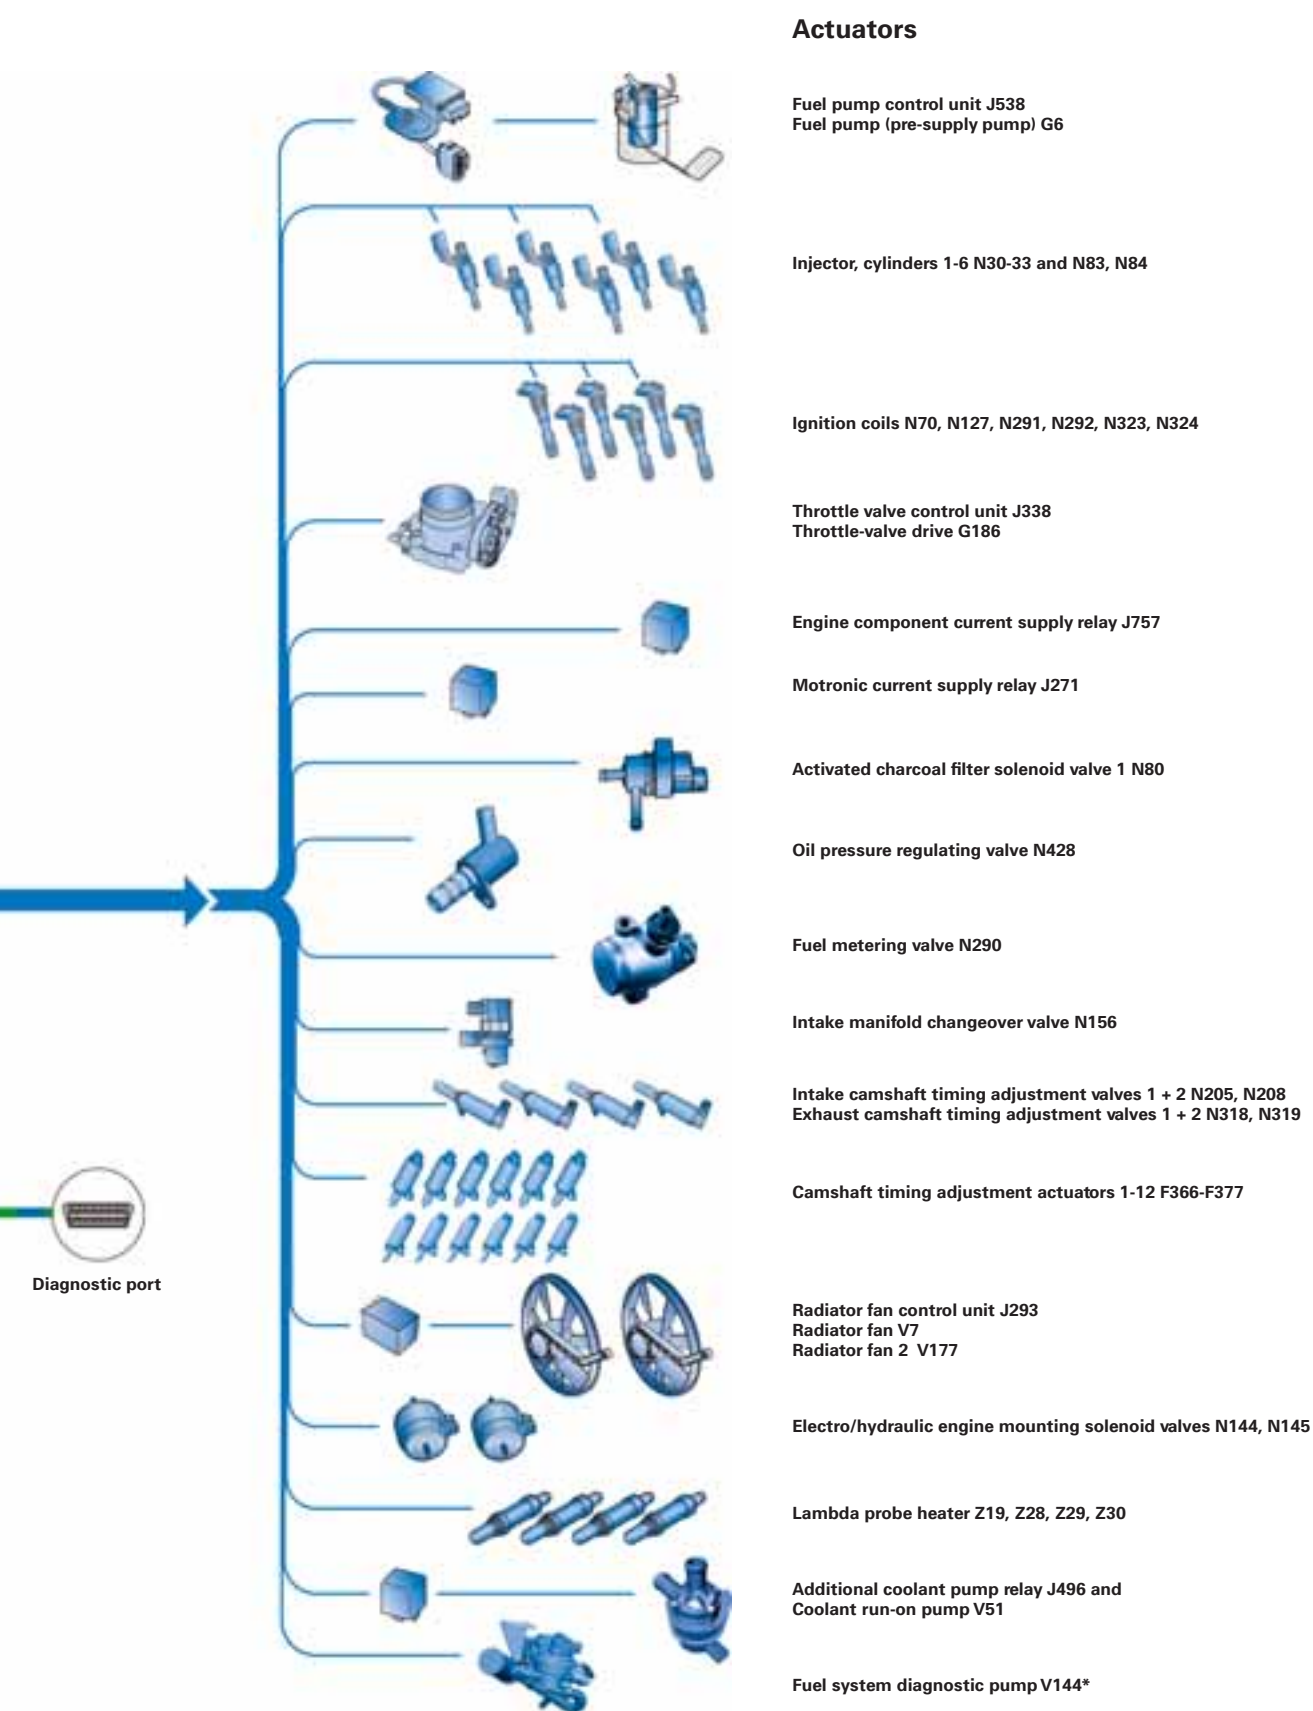 Actuators
Fuel pump control unit J538
Fuel pump (pre-supply pump) G6
Injector, cylinders 1-6 N30-33 and N83, N84
Ignition coils N70, N127, N291, N292, N323, N324
Throttle valve control unit J338
Throttle-valve drive G186
Engine component current supply relay J757
Motronic current supply relay J271
Activated charcoal filter solenoid valve 1 N80
Oil pressure regulating valve N428
Fuel metering valve N290
Intake manifold changeover valve N156
Intake camshaft timing adjustment valves 1 + 2 N205, N208
Exhaust camshaft timing adjustment valves 1 + 2 N318, N319
Camshaft timing adjustment actuators 1-12 F366-F377
Diagnostic port
Radiator fan control unit J293
Radiator fan V7
Radiator fan 2 V177
Electro/hydraulic engine mounting solenoid valves N144, N145
Lambda probe heater Z19, Z28, Z29, Z30
Additional coolant pump relay J496 and
Coolant run-on pump V51
Fuel system diagnostic pump V144*